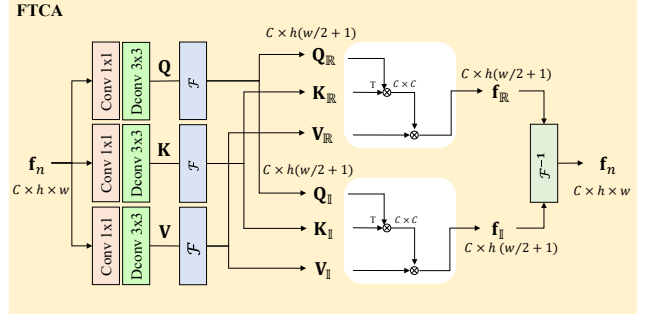 FTCA
C × h(w/2 + 1)
Conv 1x1
Dconv 3x3
Q
ℱ
Q_ℝ
T
C × C
⊗
K_ℝ
C × h(w/2 + 1)
f_ℝ
V_ℝ
⊗
f_n
C × h × w
Conv 1x1
Dconv 3x3
K
ℱ
C × h(w/2 + 1)
ℱ⁻¹
f_n
C × h × w
Q_𝕀
T
C × C
⊗
K_𝕀
f_𝕀
C × h (w/2 + 1)
Conv 1x1
Dconv 3x3
V
ℱ
V_𝕀
⊗